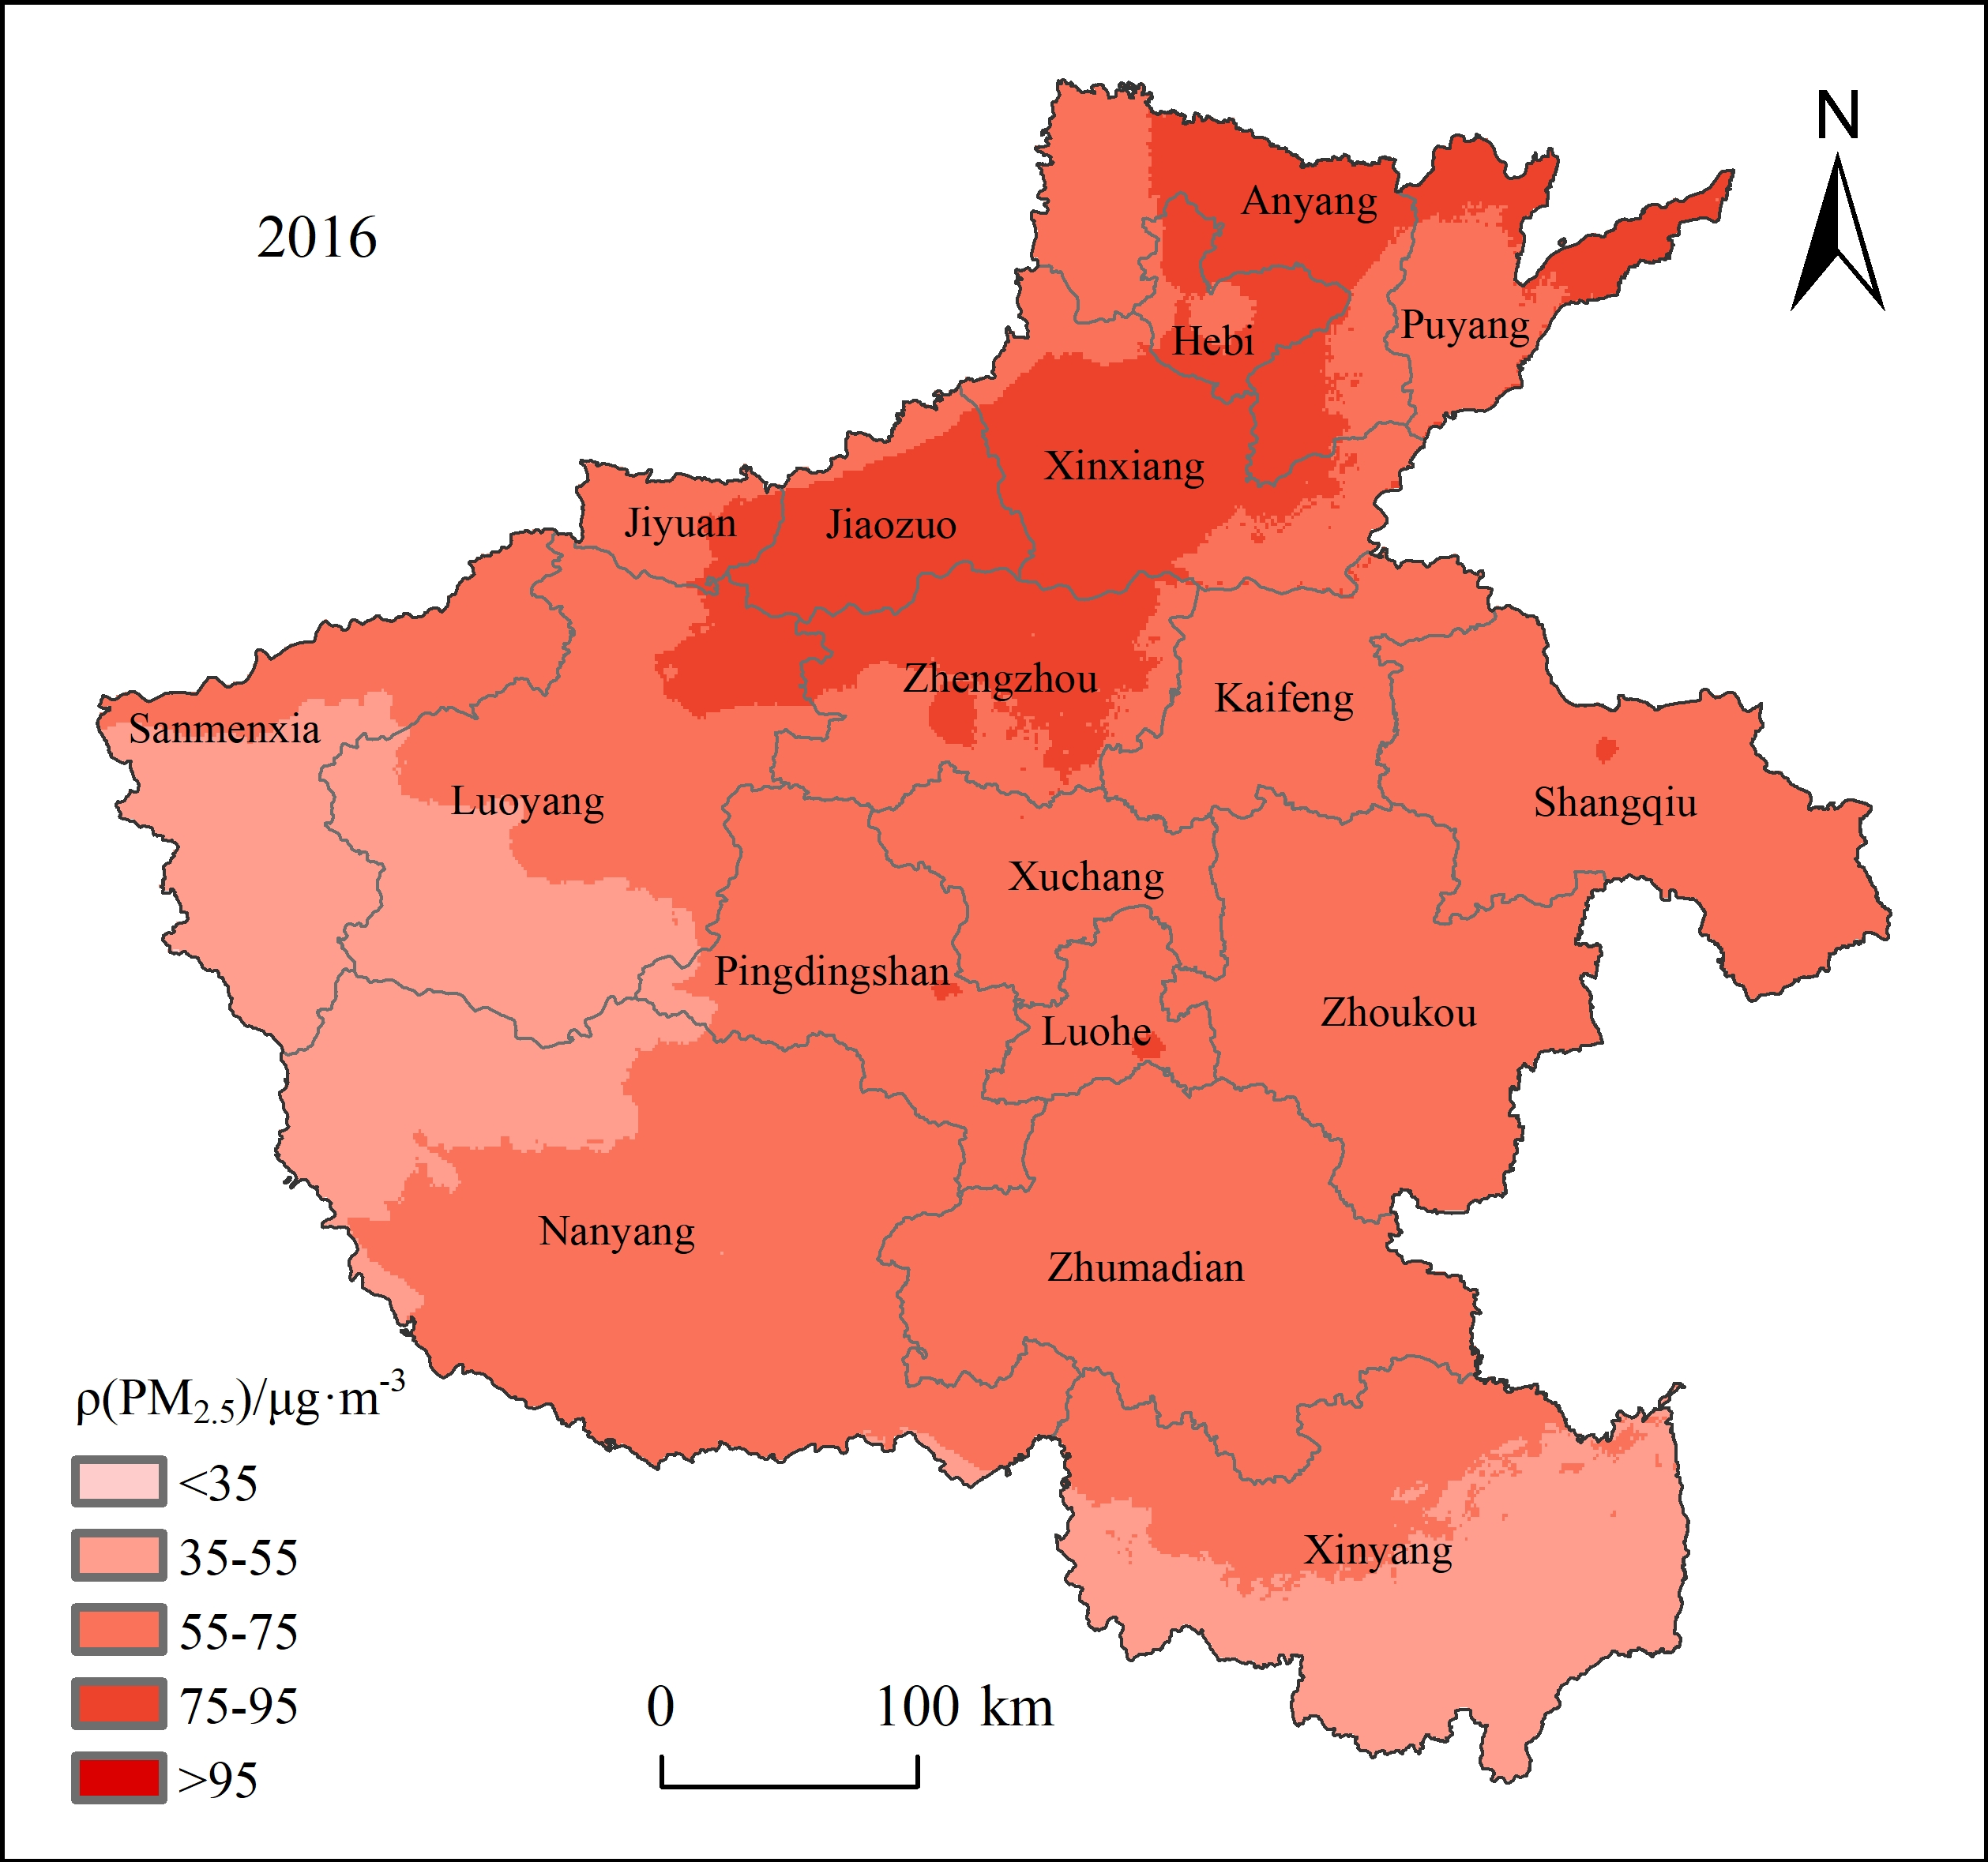 N
2016
Anyang
Puyang
Hebi
Xinxiang
Jiyuan
Jiaozuo
Zhengzhou
Kaifeng
Sanmenxia
Luoyang
Shangqiu
Xuchang
Pingdingshan
Luohe
Zhoukou
Nanyang
Zhumadian
Xinyang
ρ(PM2.5)/μg·m-3
<35
35-55
55-75
75-95
>95
0 100 km